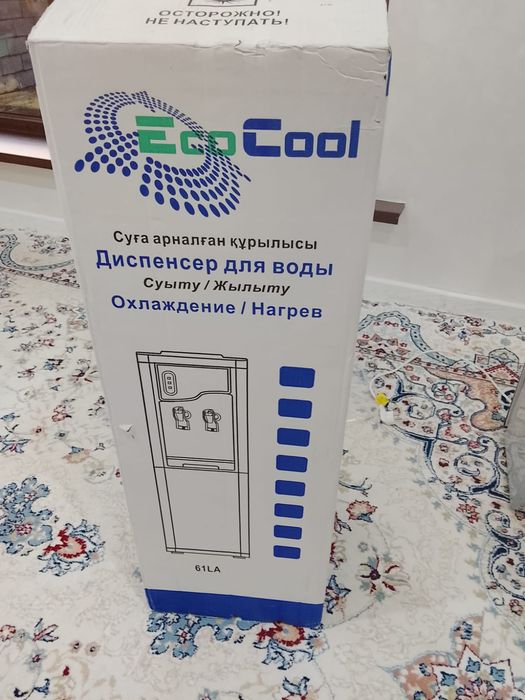 ОСТОРОЖНО!
НЕ НАСТУПАТЬ!
EcoCool
Суға арналған құрылысы
Диспенсер для воды
Суыту / Жылыту
Охлаждение / Нагрев
61LA